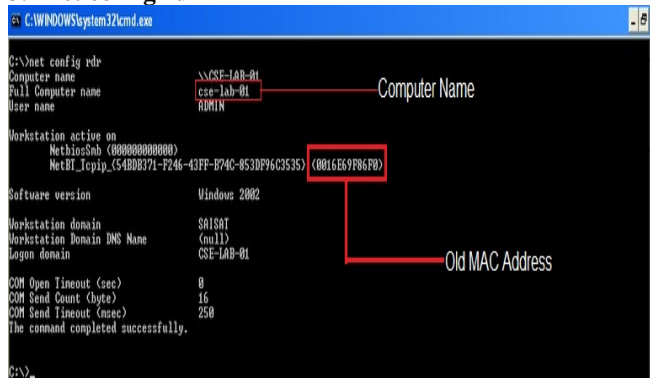 C:\WINDOWS\system32\cmd.exe
C:\>net config rdr
Computer name \\CSE-LAB-01
Full Computer name cse-lab-01
Computer Name
User name ADMIN
Workstation active on
NetbiosSmb (000000000000)
NetBT_Tcpip_{54BDB371-F246-43FF-B74C-853DF96C3535} (0016E69F86F0)
Software version Windows 2002
Workstation domain SAISAT
Workstation Domain DNS Name (null)
Logon domain CSE-LAB-01
Old MAC Address
COM Open Timeout (sec) 0
COM Send Count (byte) 16
COM Send Timeout (msec) 250
The command completed successfully.
C:\>_